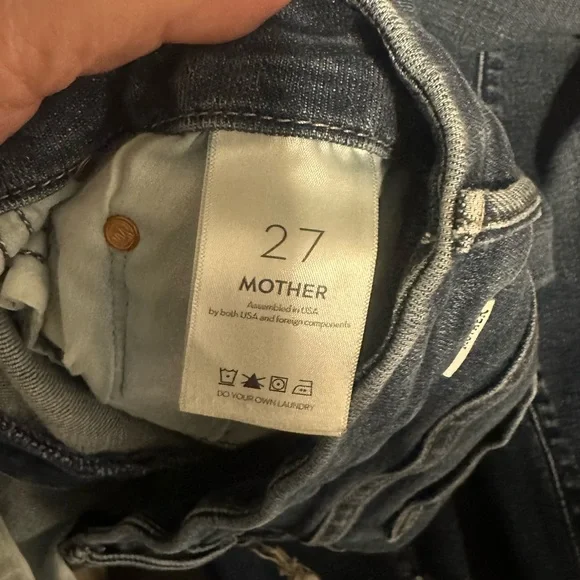 27
MOTHER
Assembled in USA
by both USA and foreign components
DO YOUR OWN LAUNDRY